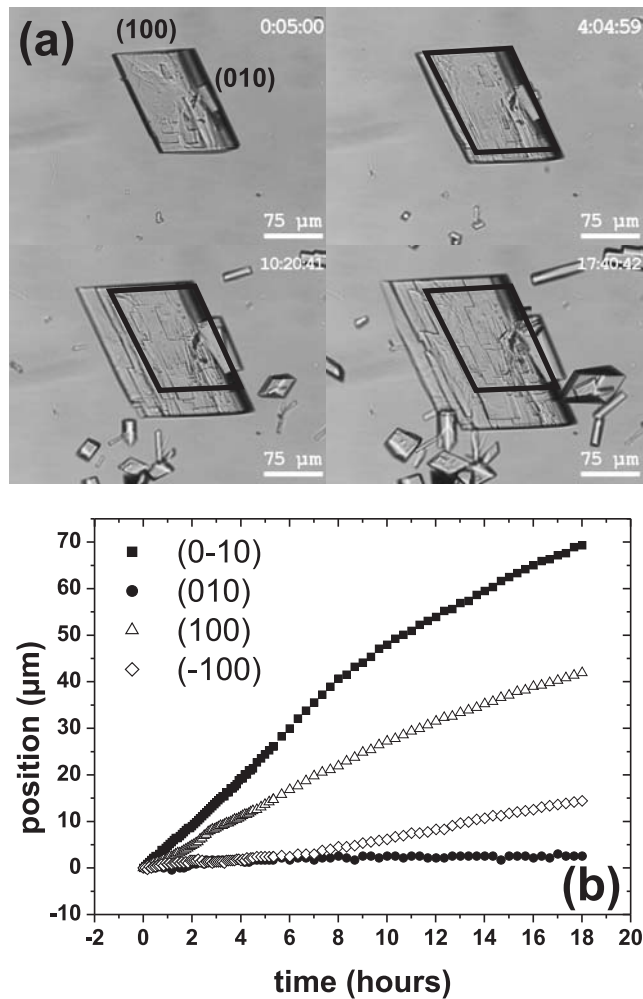 (a)
(100)
(010)
0:05:00
75 µm
4:04:59
75 µm
10:20:41
75 µm
17:40:42
75 µm
70
60
50
40
30
20
10
0
-10
position (µm)
(0-10)
(010)
(100)
(-100)
(b)
-2 0 2 4 6 8 10 12 14 16 18 20
time (hours)